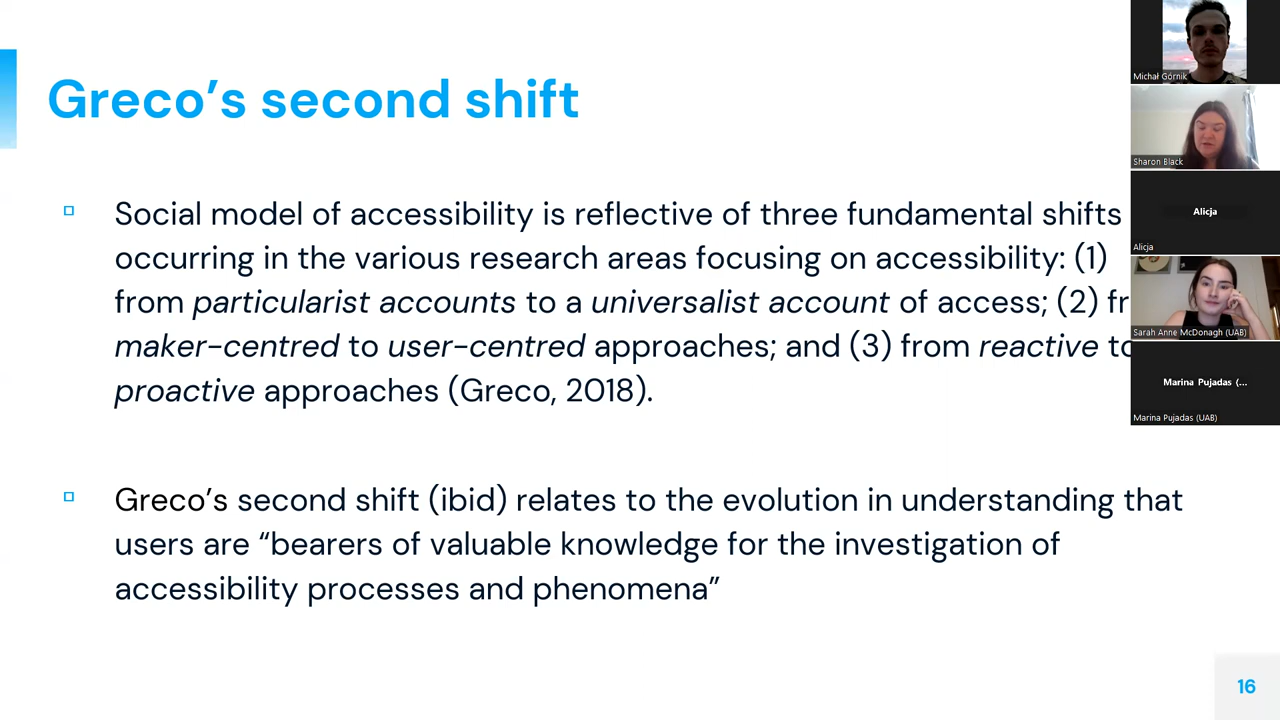 Greco’s second shift
Social model of accessibility is reflective of three fundamental shifts
occurring in the various research areas focusing on accessibility: (1)
from particularist accounts to a universalist account of access; (2) fr
maker-centred to user-centred approaches; and (3) from reactive to
proactive approaches (Greco, 2018).
Greco’s second shift (ibid) relates to the evolution in understanding that
users are “bearers of valuable knowledge for the investigation of
accessibility processes and phenomena”
16
Michał Górnik
Sharon Black
Alicja
Alicja
Sarah Anne McDonagh (UAB)
Marina Pujadas (...
Marina Pujadas (UAB)